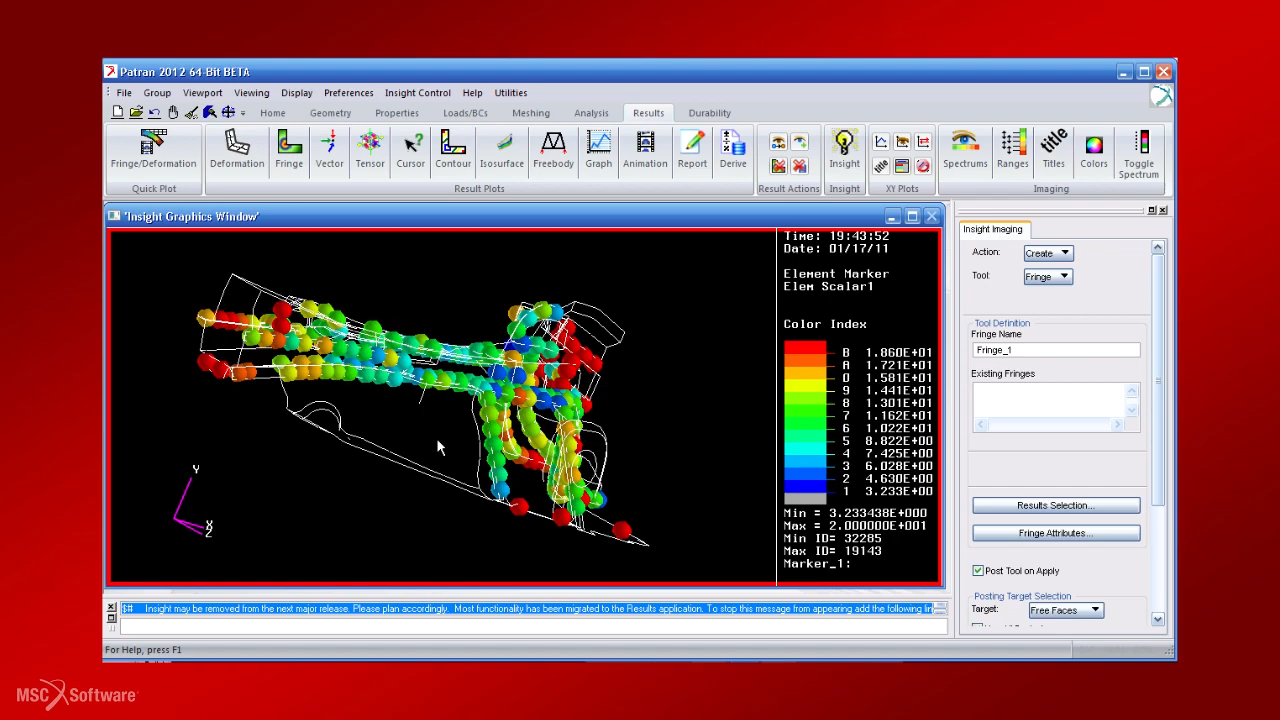 Patran 2012 64-Bit BETA
File Group Viewport Viewing Display Preferences Insight Control Help Utilities
Home Geometry Properties Loads/BCs Meshing Analysis Results Durability
Fringe/Deformation Deformation Fringe Vector Tensor Cursor Contour Isosurface Freebody Graph Animation Report Derive Insight Spectrums Ranges title Titles Colors Toggle Spectrum
Quick Plot Result Plots Result Actions Insight XY Plots Imaging
'Insight Graphics Window'
Time: 19:43:52
Date: 01/17/11
Element Marker
Elem Scalar1
Color Index
B 1.860E+01
A 1.721E+01
0 1.581E+01
9 1.441E+01
8 1.301E+01
7 1.162E+01
6 1.022E+01
5 8.822E+00
4 7.425E+00
3 6.028E+00
2 4.630E+00
1 3.233E+00
Min = 3.233438E+000
Max = 2.000000E+001
Min ID= 32285
Max ID= 19143
Marker_1:
Y
X
Z
Insight Imaging
Action: Create
Tool: Fringe
Tool Definition
Fringe Name
Fringe_1
Existing Fringes
Results Selection...
Fringe Attributes...
Post Tool on Apply
Posting Target Selection
Target: Free Faces
$# Insight may be removed from the next major release. Please plan accordingly. Most functionality has been migrated to the Results application. To stop this message from appearing add the following
For Help, press F1
MSC Software